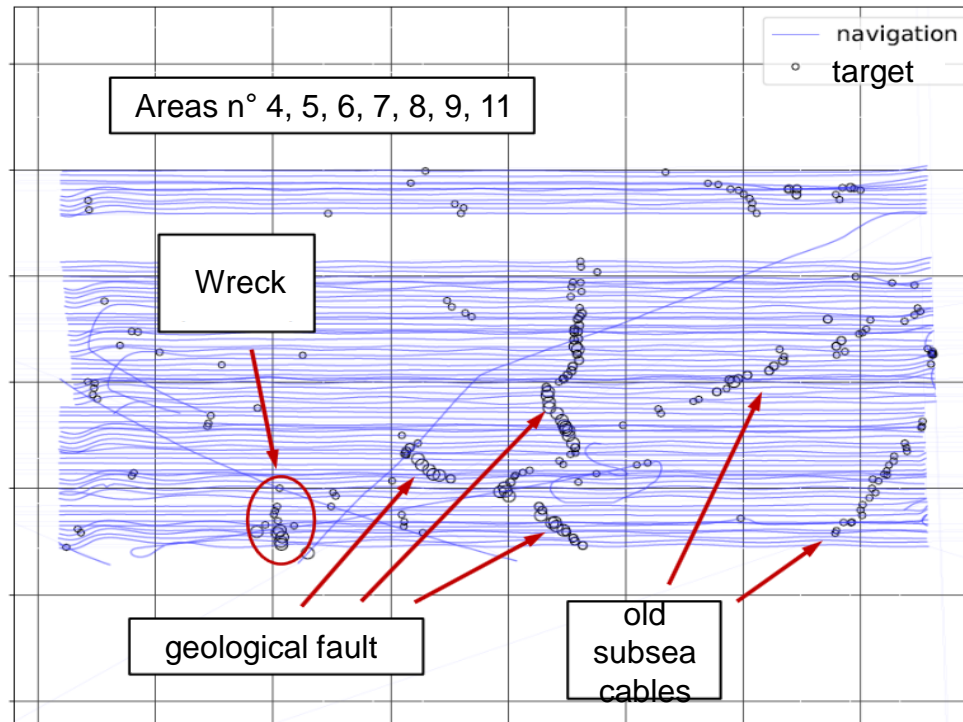 navigation
target
Areas n° 4, 5, 6, 7, 8, 9, 11
Wreck
geological fault
old
subsea
cables